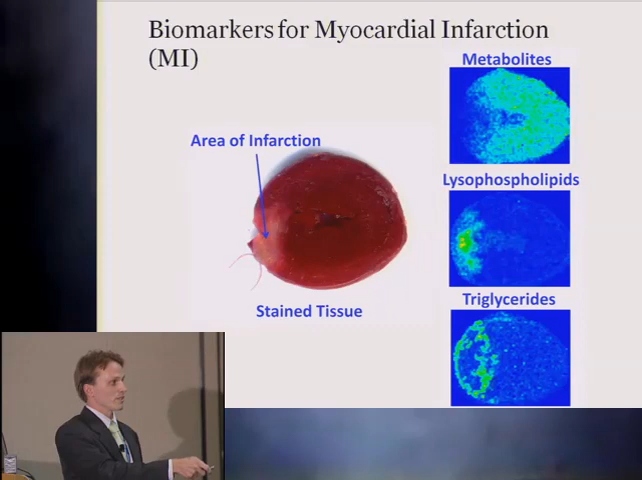 Biomarkers for Myocardial Infarction
(MI)
Metabolites
Area of Infarction
Lysophospholipids
Triglycerides
Stained Tissue